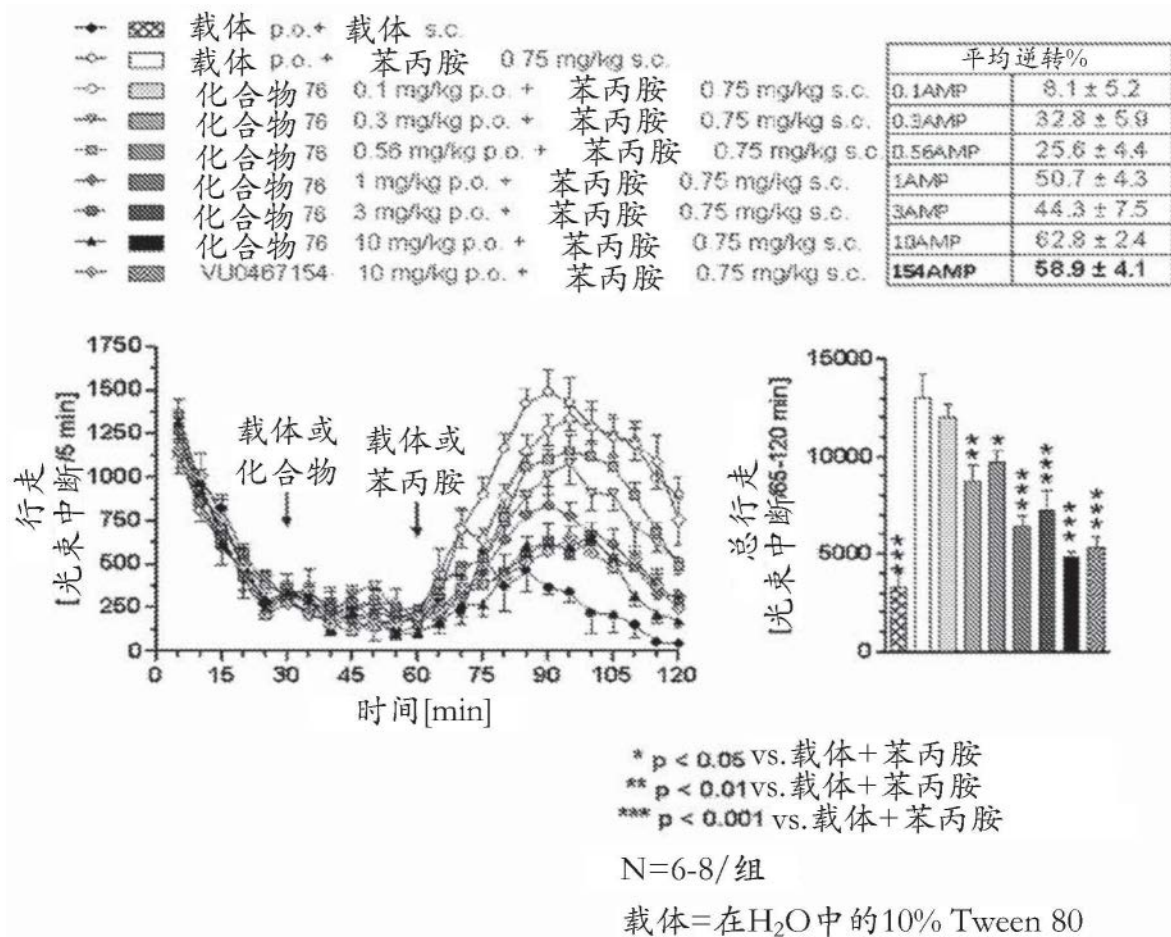 载体 p.o.+ 载体 s.c.
载体 p.o.+ 苯丙胺 0.75 mg/kg s.c.
化合物 76 0.1 mg/kg p.o. + 苯丙胺 0.75 mg/kg s.c.
化合物 76 0.3 mg/kg p.o. + 苯丙胺 0.75 mg/kg s.c.
化合物 76 0.56 mg/kg p.o. + 苯丙胺 0.75 mg/kg s.c.
化合物 76 1 mg/kg p.o. + 苯丙胺 0.75 mg/kg s.c.
化合物 76 3 mg/kg p.o. + 苯丙胺 0.75 mg/kg s.c.
化合物 76 10 mg/kg p.o. + 苯丙胺 0.75 mg/kg s.c.
VU0467154 10 mg/kg p.o. + 苯丙胺 0.75 mg/kg s.c.
平均逆转%
0.1AMP 8.1 ± 5.2
0.3AMP 32.8 ± 5.9
0.56AMP 25.6 ± 4.4
1AMP 50.7 ± 4.3
3AMP 44.3 ± 7.5
10AMP 62.8 ± 2.4
154AMP 58.9 ± 4.1
行走
[光束中断/5 min]
1750
1500
1250
1000
750
500
250
0
载体或
化合物
载体或
苯丙胺
0 15 30 45 60 75 90 105 120
时间[min]
总行走
[光束中断65-120 min]
15000
10000
5000
0
***
**
*
***
***
***
***
* p < 0.05 vs.载体+苯丙胺
** p < 0.01 vs.载体+苯丙胺
*** p < 0.001 vs.载体+苯丙胺
N=6-8/组
载体=在H₂O中的10% Tween 80